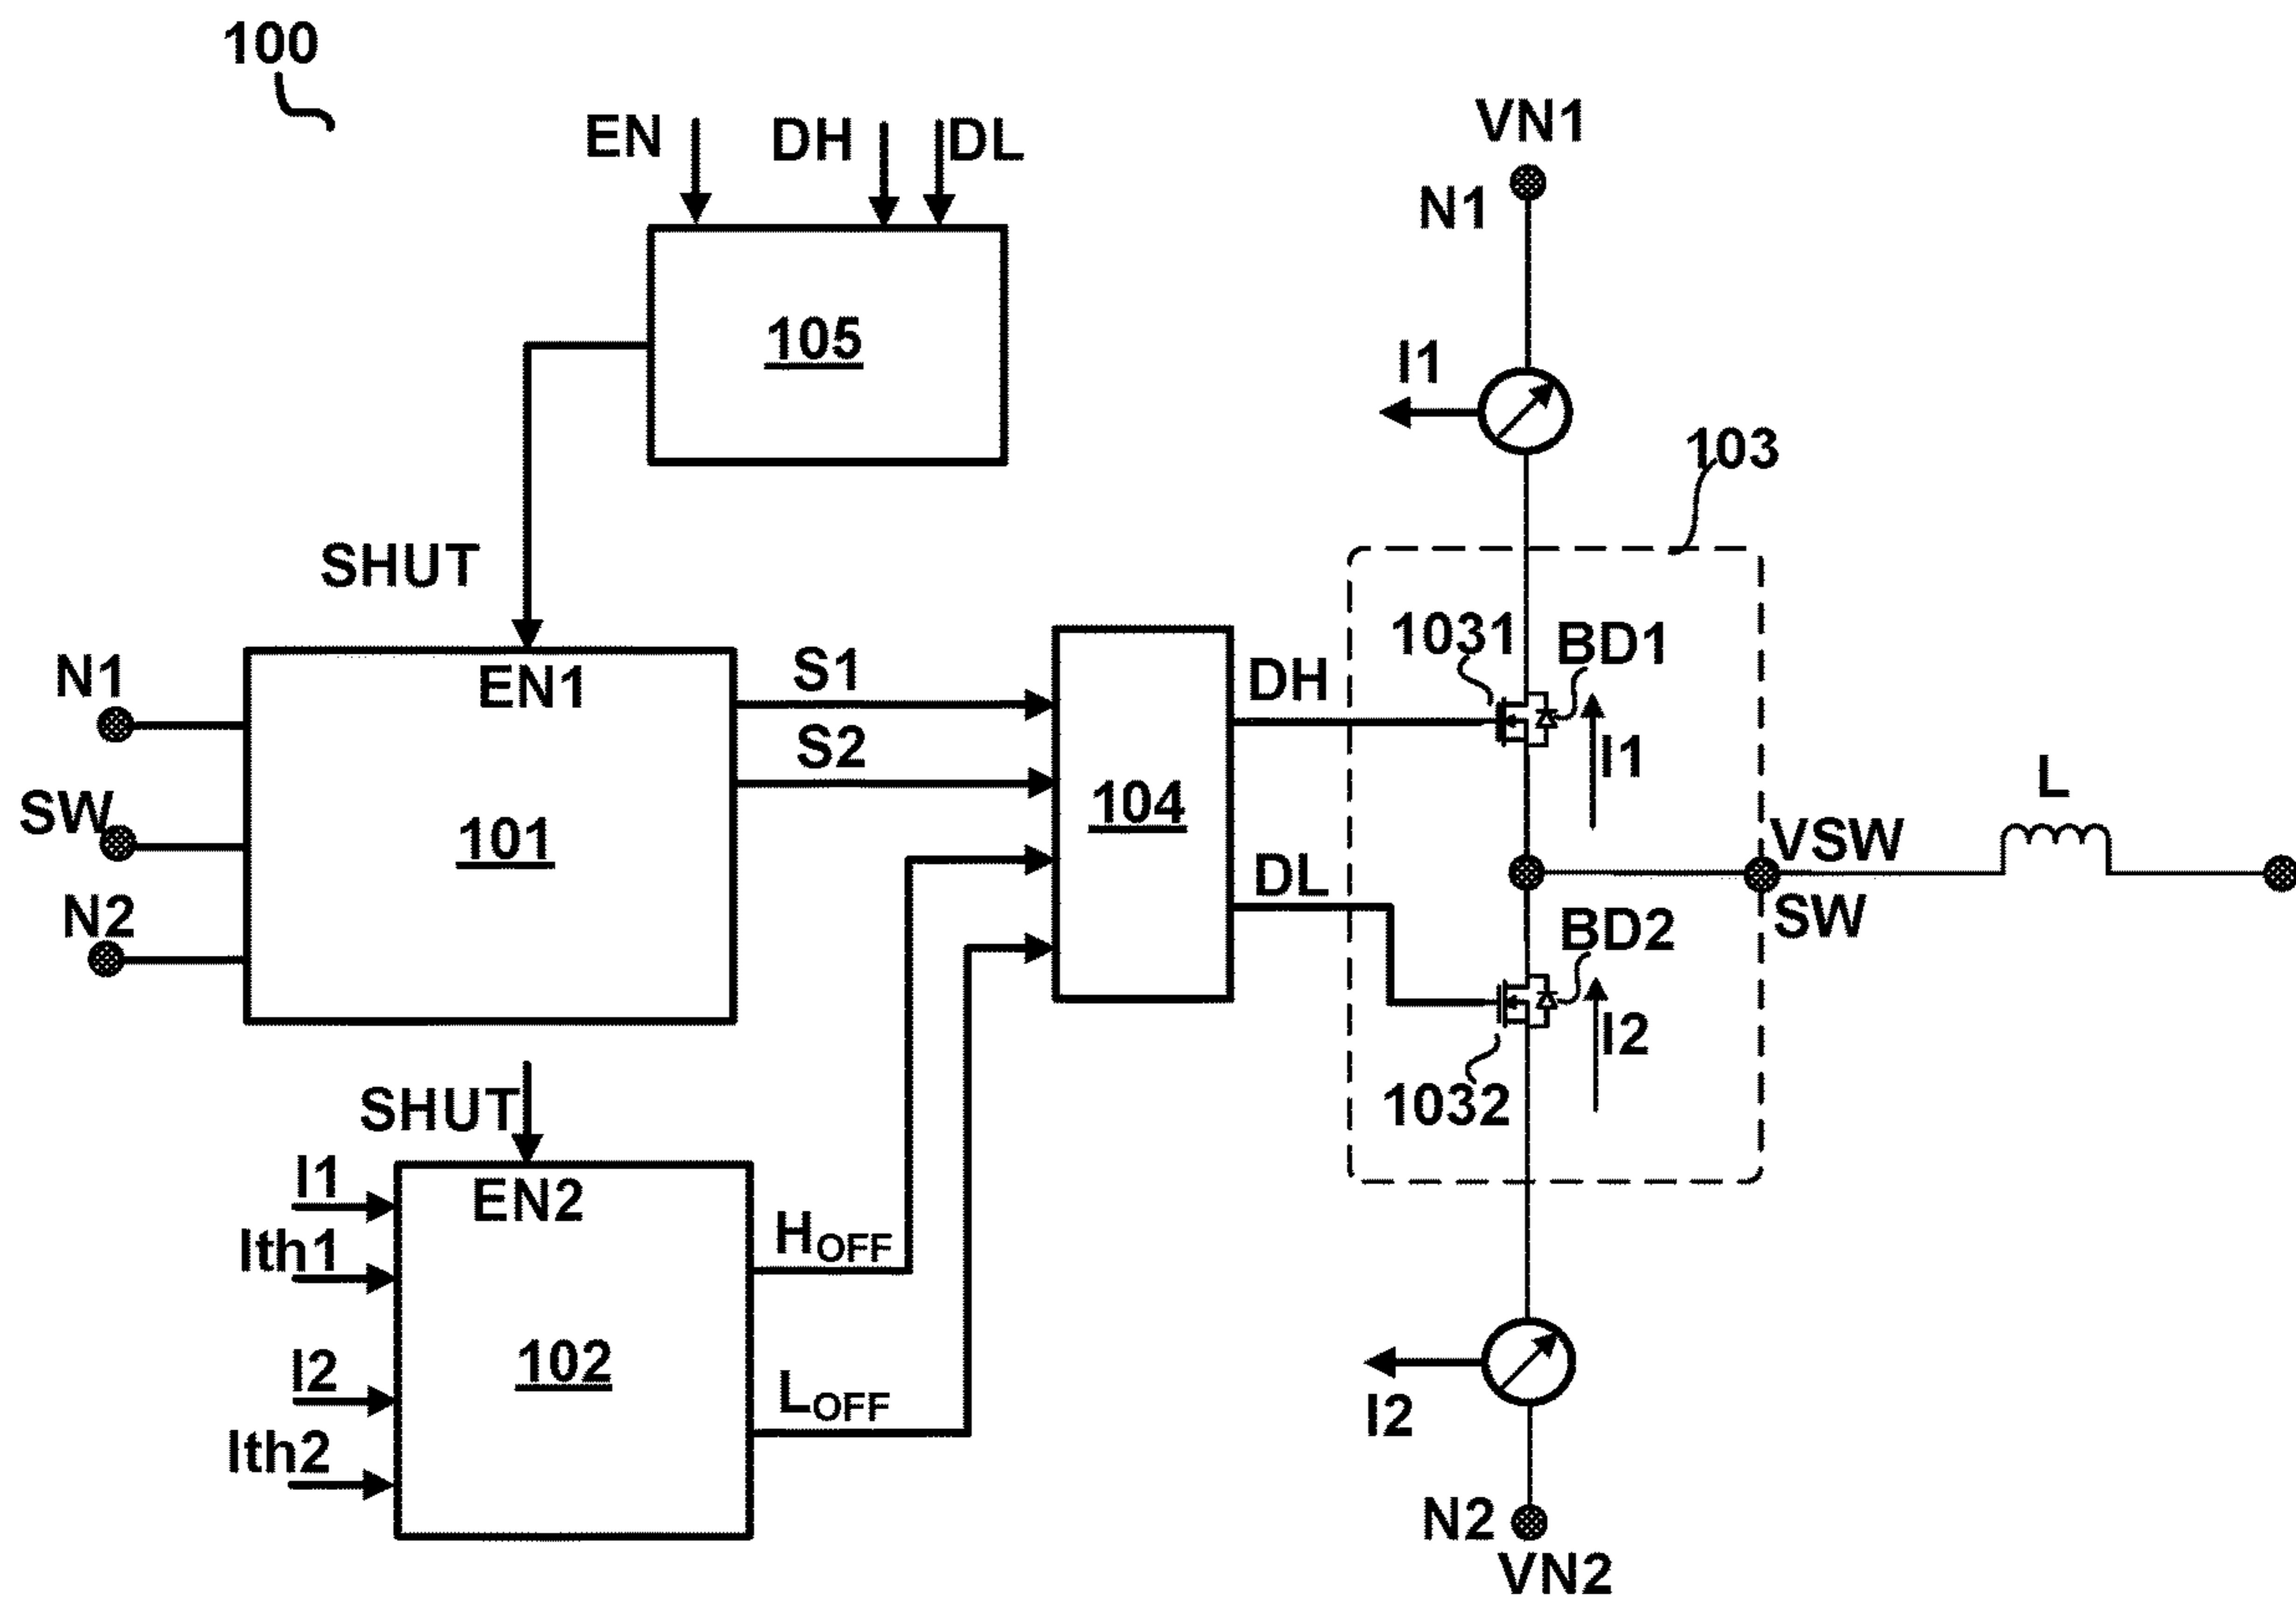 100
EN
DH
DL
105
SHUT
N1
SW
N2
EN1
101
S1
S2
104
DH
DL
SHUT
EN2
I1
Ith1
I2
Ith2
102
HOFF
LOFF
VN1
N1
I1
103
1031
BD1
I1
VSW
SW
L
BD2
I2
1032
I2
N2
VN2